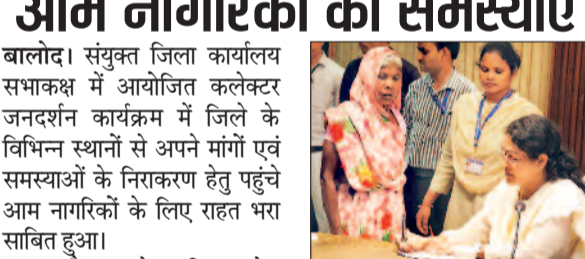 आम नागरिकों की समस्याएं
बालोद। संयुक्त जिला कार्यालय
सभाकक्ष में आयोजित कलेक्टर
जनदर्शन कार्यक्रम में जिले के
विभिन्न स्थानों से अपने मांगों एवं
समस्याओं के निराकरण हेतु पहुंचे
आम नागरिकों के लिए राहत भरा
साबित हुआ।